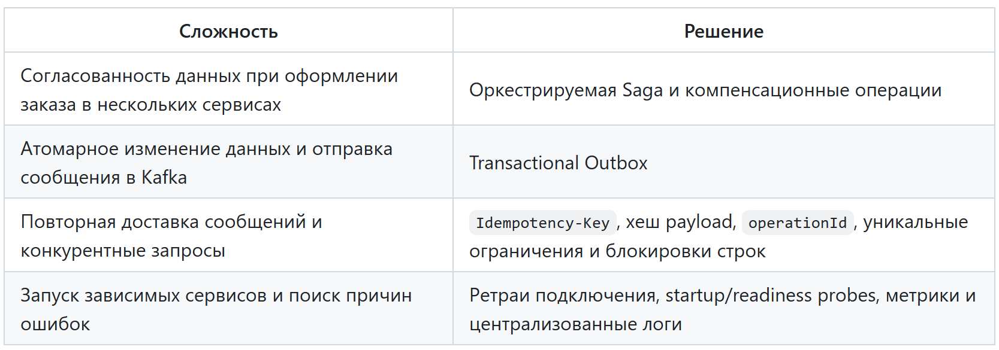 Сложность
Решение
Согласованность данных при оформлении
заказа в нескольких сервисах
Оркестрируемая Saga и компенсационные операции
Атомарное изменение данных и отправка
сообщения в Kafka
Transactional Outbox
Повторная доставка сообщений и
конкурентные запросы
Idempotency-Key, хеш payload, operationId, уникальные
ограничения и блокировки строк
Запуск зависимых сервисов и поиск причин
ошибок
Ретраи подключения, startup/readiness probes, метрики и
централизованные логи